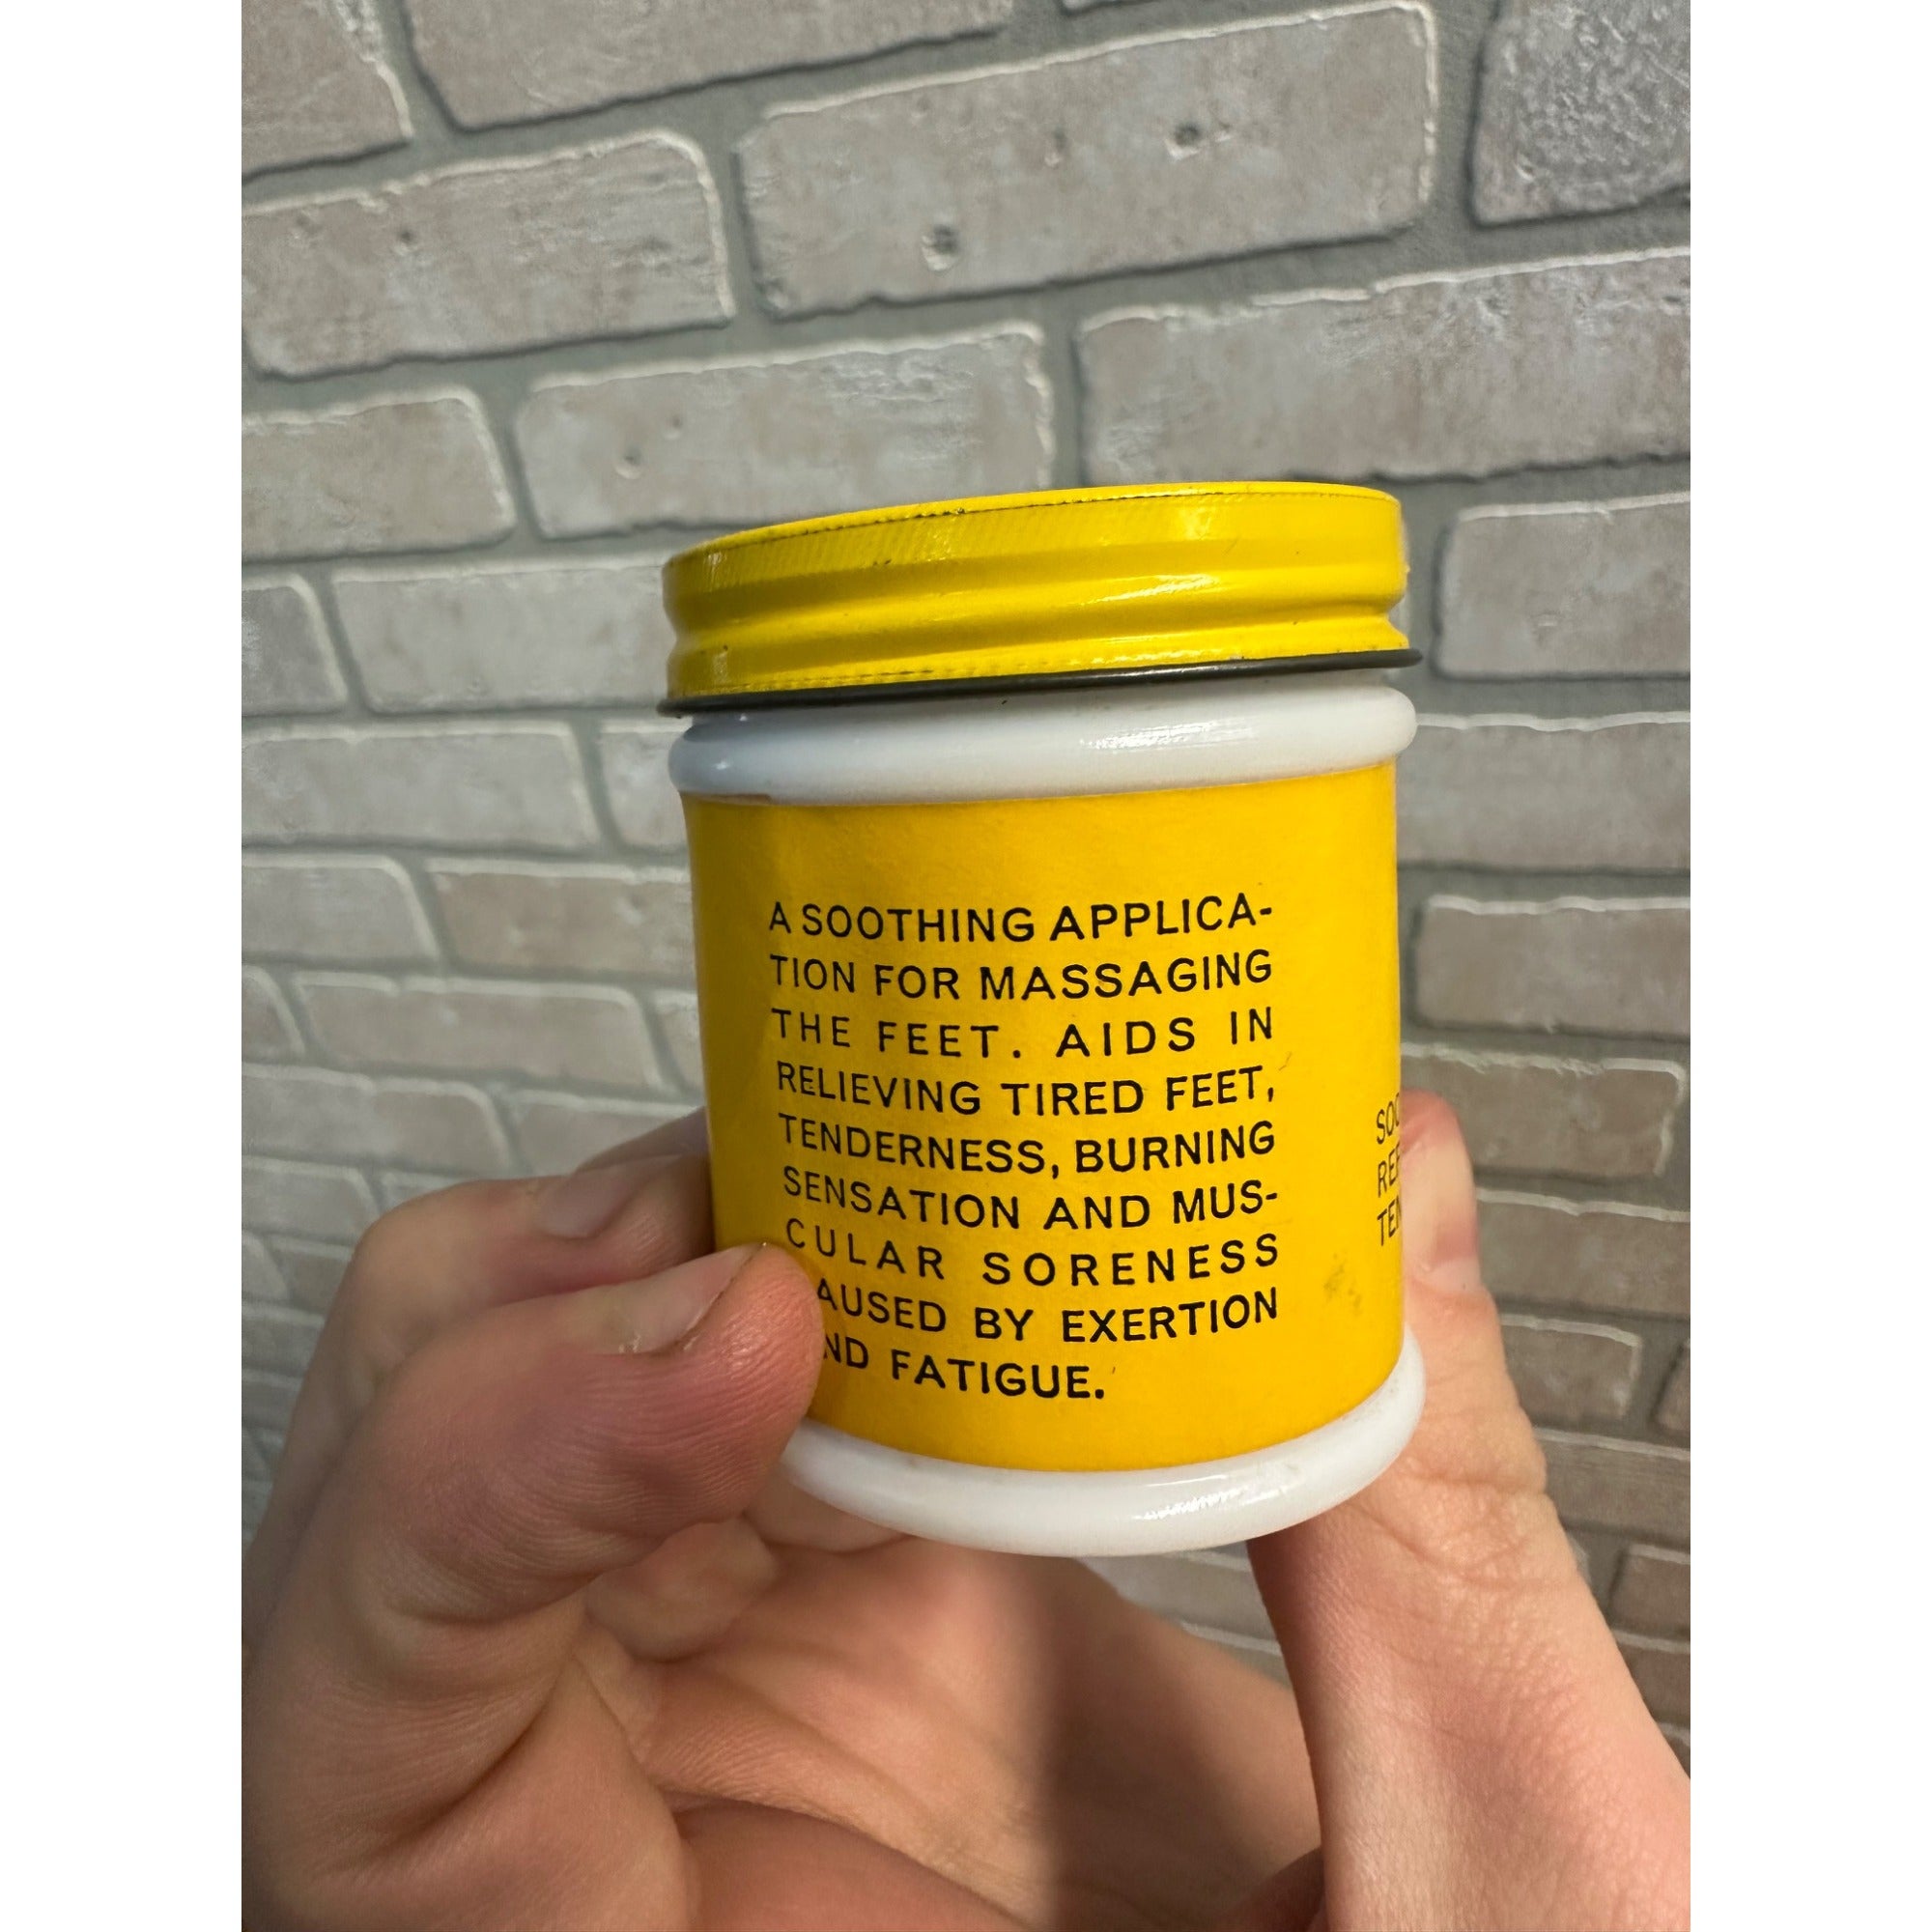 A SOOTHING APPLICA-
TION FOR MASSAGING
THE FEET. AIDS IN
RELIEVING TIRED FEET,
TENDERNESS, BURNING
SENSATION AND MUS-
CULAR SORENESS
AUSED BY EXERTION
ND FATIGUE.